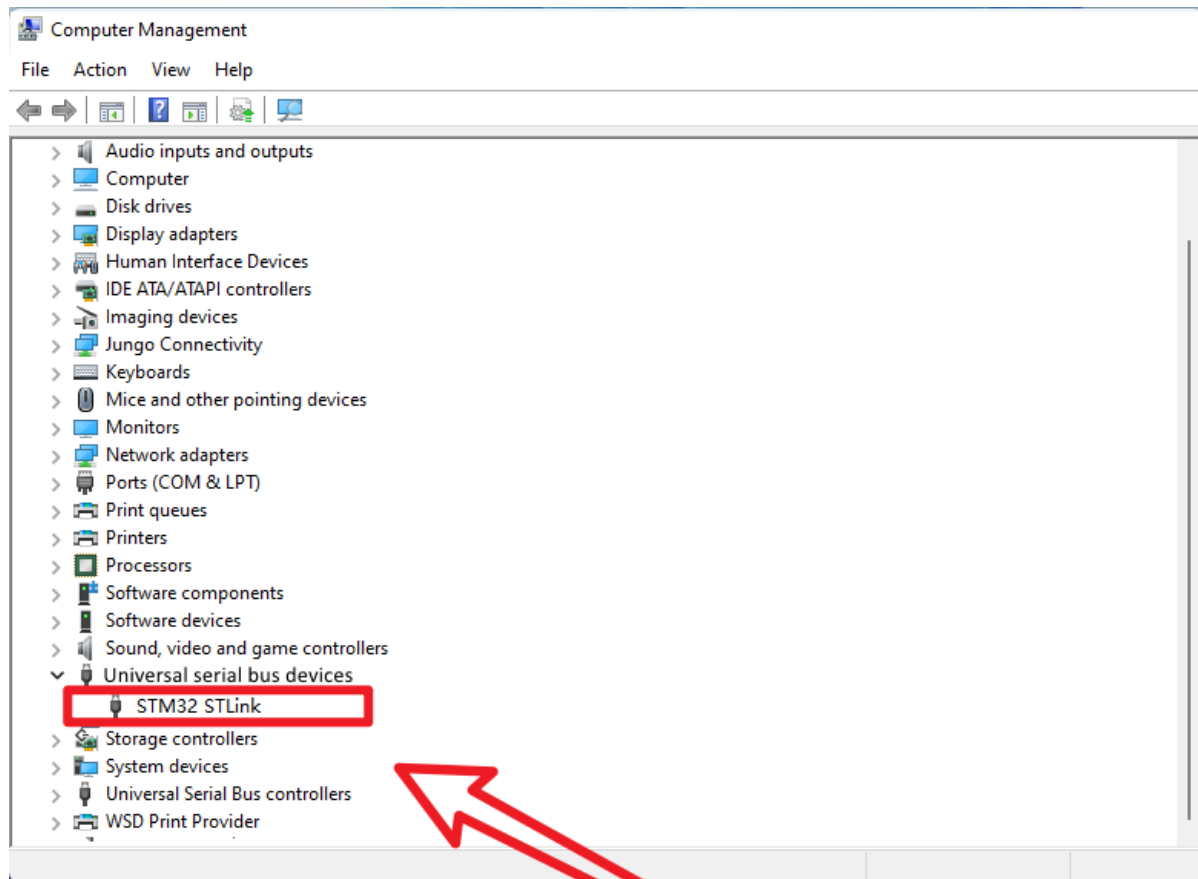 Computer Management
File Action View Help
Audio inputs and outputs
Computer
Disk drives
Display adapters
Human Interface Devices
IDE ATA/ATAPI controllers
Imaging devices
Jungo Connectivity
Keyboards
Mice and other pointing devices
Monitors
Network adapters
Ports (COM & LPT)
Print queues
Printers
Processors
Software components
Software devices
Sound, video and game controllers
Universal serial bus devices
STM32 STLink
Storage controllers
System devices
Universal Serial Bus controllers
WSD Print Provider